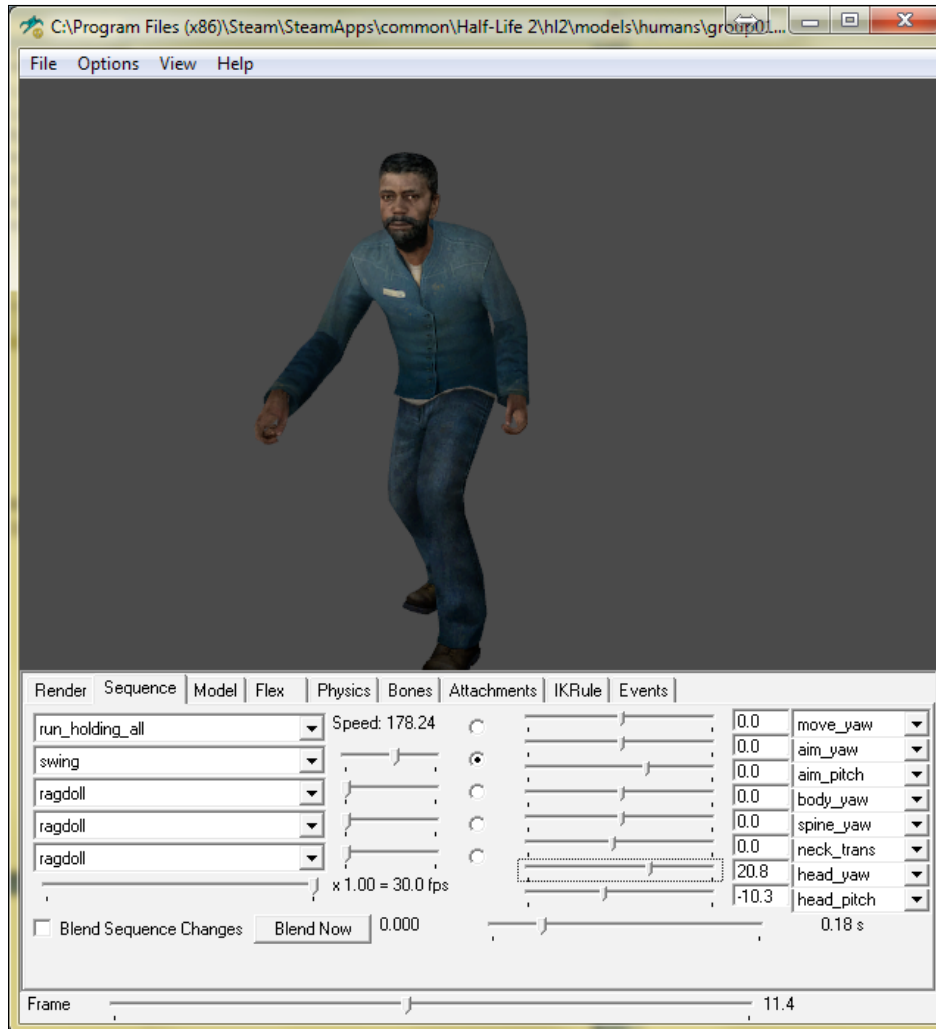 C:\Program Files (x86)\Steam\SteamApps\common\Half-Life 2\hl2\models\humans\group01...
File Options View Help
Render Sequence Model Flex Physics Bones Attachments IKRule Events
run_holding_all Speed: 178.24 0.0 move_yaw
swing 0.0 aim_yaw
0.0 aim_pitch
ragdoll 0.0 body_yaw
ragdoll 0.0 spine_yaw
ragdoll 0.0 neck_trans
x 1.00 = 30.0 fps 20.8 head_yaw
-10.3 head_pitch
Blend Sequence Changes Blend Now 0.000 0.18 s
Frame 11.4